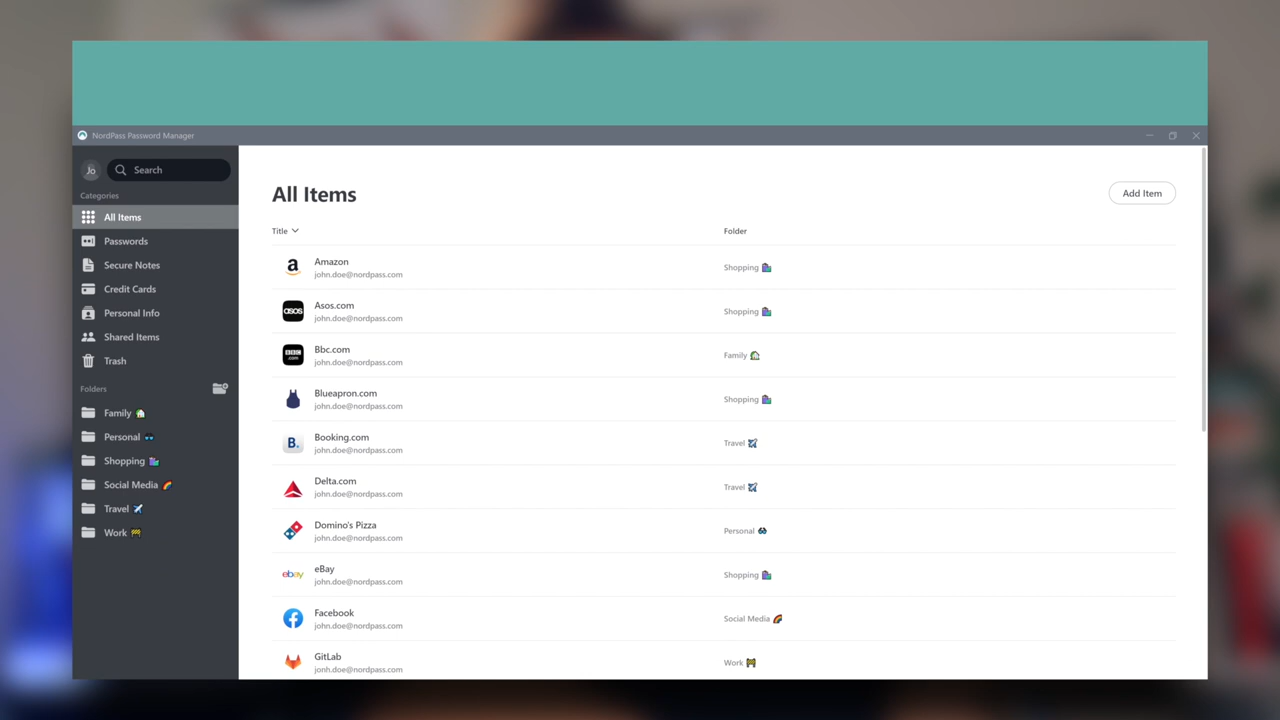 NordPass Password Manager
Jo
Search
Categories
All Items
Passwords
Secure Notes
Credit Cards
Personal Info
Shared Items
Trash
Folders
Family
Personal
Shopping
Social Media
Travel
Work
All Items
Add Item
Title Folder
Amazon
john.doe@nordpass.com
Shopping
asos
Asos.com
john.doe@nordpass.com
Shopping
BBC
.com
Bbc.com
john.doe@nordpass.com
Family
Blueapron.com
john.doe@nordpass.com
Shopping
B.
Booking.com
john.doe@nordpass.com
Travel
Delta.com
john.doe@nordpass.com
Travel
Domino's Pizza
john.doe@nordpass.com
Personal
ebay
eBay
john.doe@nordpass.com
Shopping
Facebook
john.doe@nordpass.com
Social Media
GitLab
jonh.doe@nordpass.com
Work